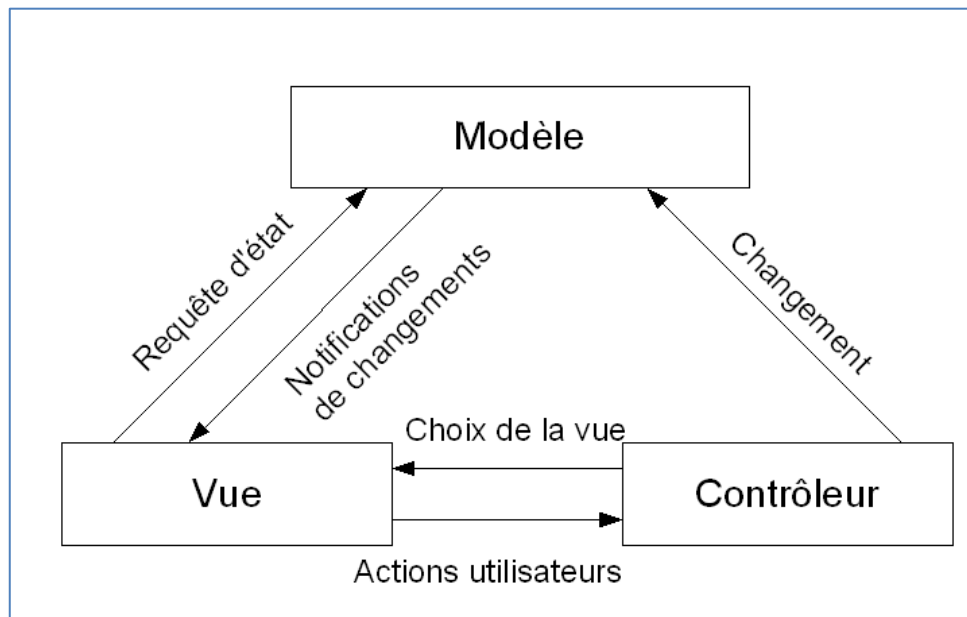 Modèle
Requête d'état
Notifications
de changements
Changement
Choix de la vue
Vue
Contrôleur
Actions utilisateurs